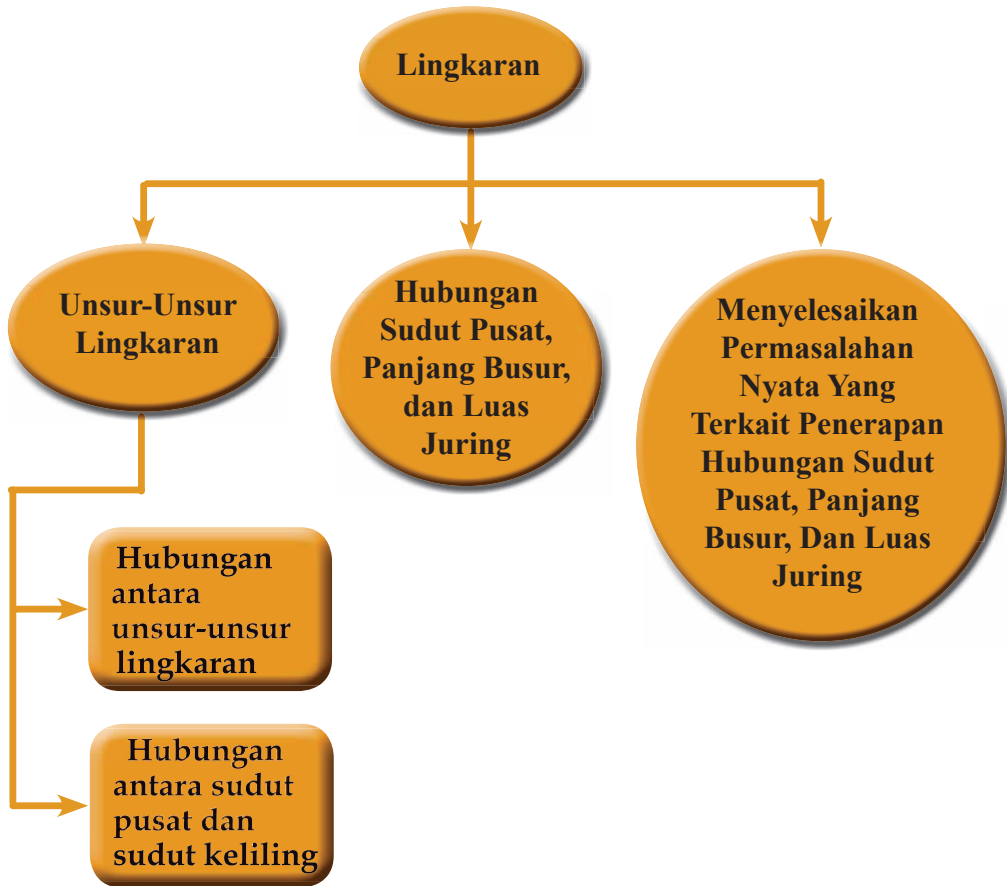 Lingkaran
Unsur-Unsur
Lingkaran
Hubungan
Sudut Pusat,
Panjang Busur,
dan Luas
Juring
Menyelesaikan
Permasalahan
Nyata Yang
Terkait Penerapan
Hubungan Sudut
Pusat, Panjang
Busur, Dan Luas
Juring
Hubungan
antara
unsur-unsur
lingkaran
Hubungan
antara sudut
pusat dan
sudut keliling